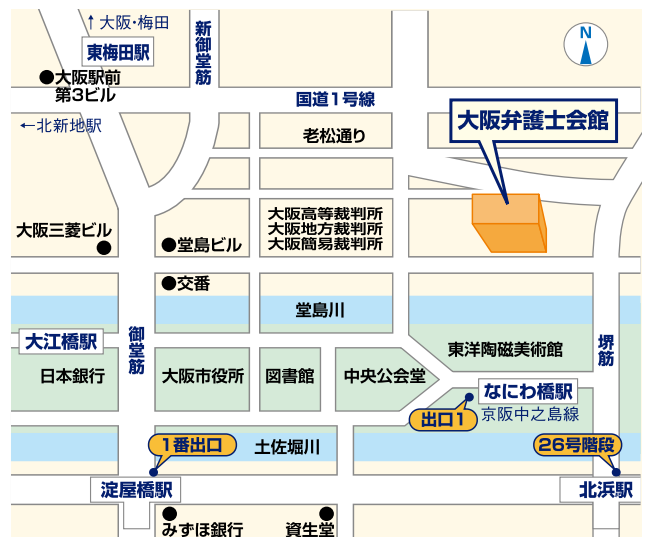 ↑大阪・梅田
東梅田駅
新御堂筋
N
●大阪駅前
第3ビル
国道1号線
←北新地駅
大阪弁護士会館
老松通り
大阪高等裁判所
大阪地方裁判所
大阪簡易裁判所
大阪三菱ビル
●堂島ビル
●交番
堂島川
御堂筋
堺筋
大江橋駅
東洋陶磁美術館
日本銀行
大阪市役所
図書館
中央公会堂
なにわ橋駅
出口1
京阪中之島線
1番出口
土佐堀川
26号階段
淀屋橋駅
北浜駅
みずほ銀行
資生堂